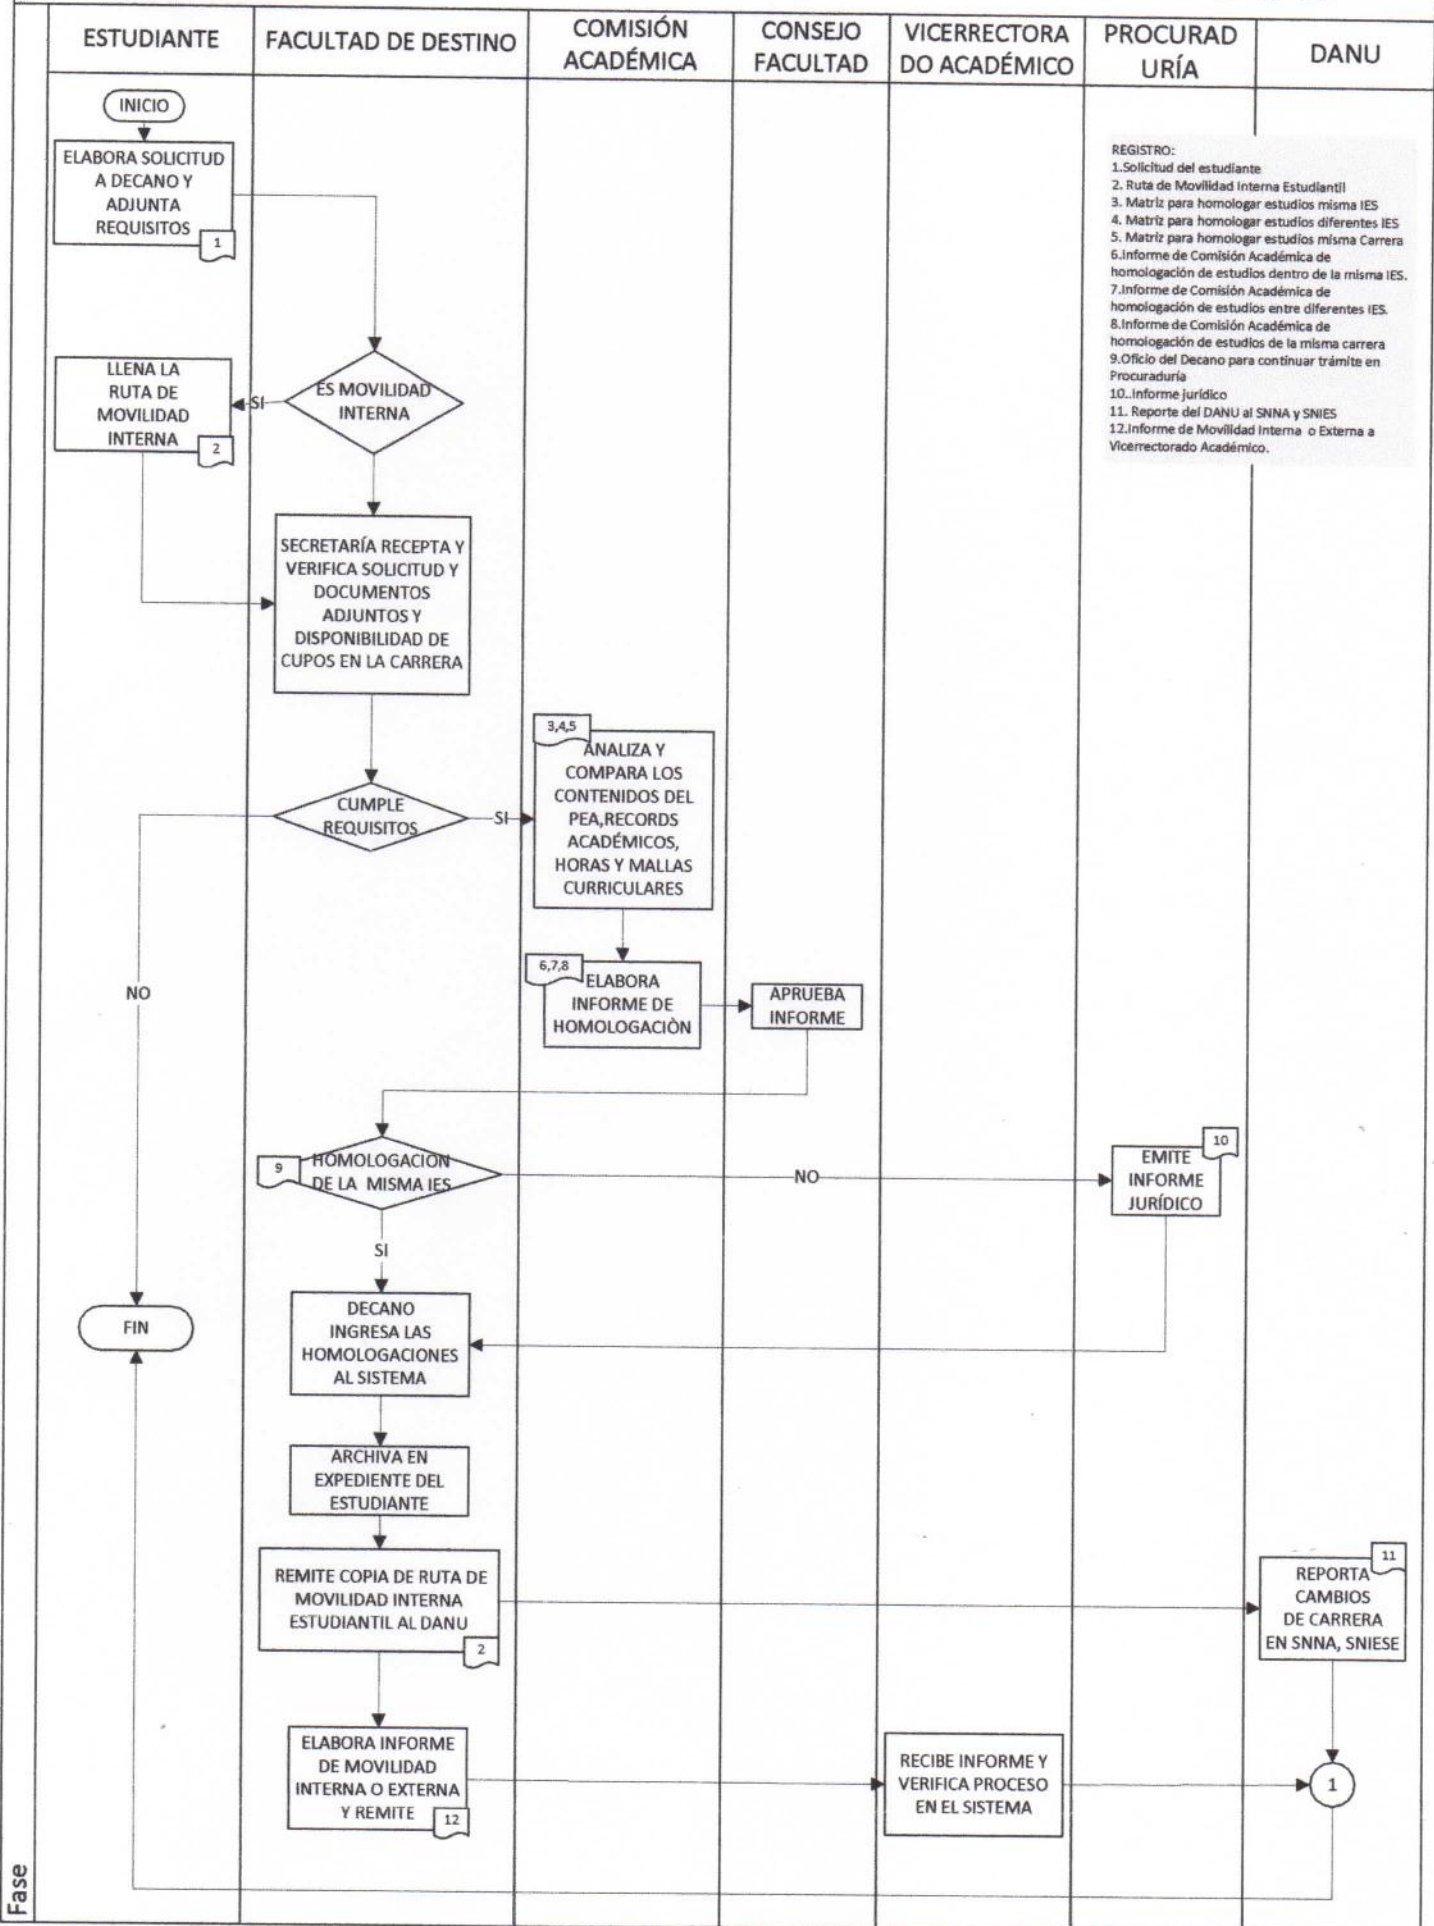 ESTUDIANTE
FACULTAD DE DESTINO
COMISIÓN
ACADÉMICA
CONSEJO
FACULTAD
VICERRECTORA
DO ACADÉMICO
PROCURAD
URÍA
DANU
INICIO
ELABORA SOLICITUD
A DECANO Y
ADJUNTA
REQUISITOS
1
REGISTRO:
1.Solicitud del estudiante
2. Ruta de Movilidad Interna Estudiantil
3. Matriz para homologar estudios misma IES
4. Matriz para homologar estudios diferentes IES
5. Matriz para homologar estudios misma Carrera
6.Informe de Comisión Académica de
homologación de estudios dentro de la misma IES.
7.Informe de Comisión Académica de
homologación de estudios entre diferentes IES.
8.Informe de Comisión Académica de
homologación de estudios de la misma carrera
9.Oficio del Decano para continuar trámite en
Procaduría
10..Informe jurídico
11. Reporte del DANU al SNNA y SNIES
12.Informe de Movilidad Interna o Externa a
Vicerrectorado Académico.
ES MOVILIDAD
INTERNA
SI
LLENA LA
RUTA DE
MOVILIDAD
INTERNA
2
SECRETARÍA RECEPTA Y
VERIFICA SOLICITUD Y
DOCUMENTOS
ADJUNTOS Y
DISPONIBILIDAD DE
CUPOS EN LA CARRERA
CUMPLE
REQUISITOS
SI
3,4,5
ANALIZA Y
COMPARA LOS
CONTENIDOS DEL
PEA,RECORDS
ACADÉMICOS,
HORAS Y MALLAS
CURRICULARES
NO
6,7,8
ELABORA
INFORME DE
HOMOLOGACIÒN
APRUEBA
INFORME
9
HOMOLOGACION
DE LA MISMA IES
NO
10
EMITE
INFORME
JURÍDICO
SI
FIN
DECANO
INGRESA LAS
HOMOLOGACIONES
AL SISTEMA
ARCHIVA EN
EXPEDIENTE DEL
ESTUDIANTE
REMITE COPIA DE RUTA DE
MOVILIDAD INTERNA
ESTUDIANTIL AL DANU
2
11
REPORTA
CAMBIOS
DE CARRERA
EN SNNA, SNIESE
ELABORA INFORME
DE MOVILIDAD
INTERNA O EXTERNA
Y REMITE
12
RECIBE INFORME Y
VERIFICA PROCESO
EN EL SISTEMA
1
Fase